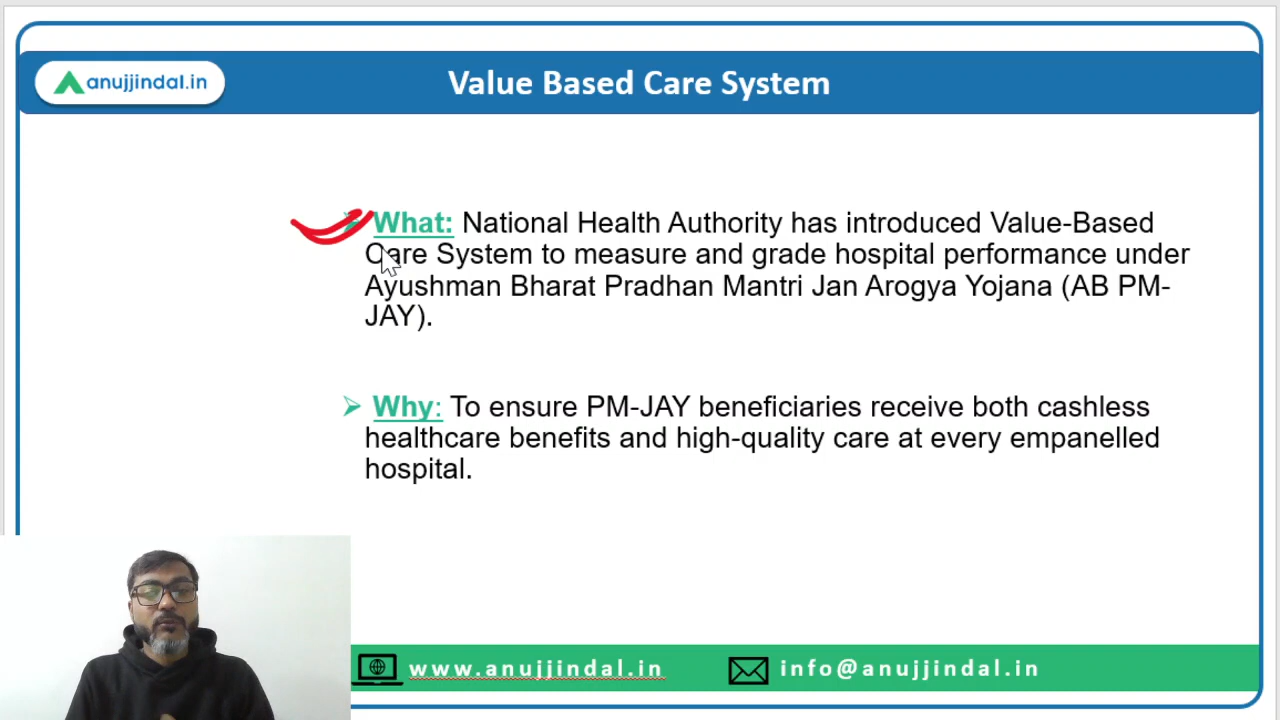 anujjindal.in
Value Based Care System
What: National Health Authority has introduced Value-Based
Care System to measure and grade hospital performance under
Ayushman Bharat Pradhan Mantri Jan Arogya Yojana (AB PM-
JAY).
Why: To ensure PM-JAY beneficiaries receive both cashless
healthcare benefits and high-quality care at every empanelled
hospital.
www.anujjindal.in
info@anujjindal.in